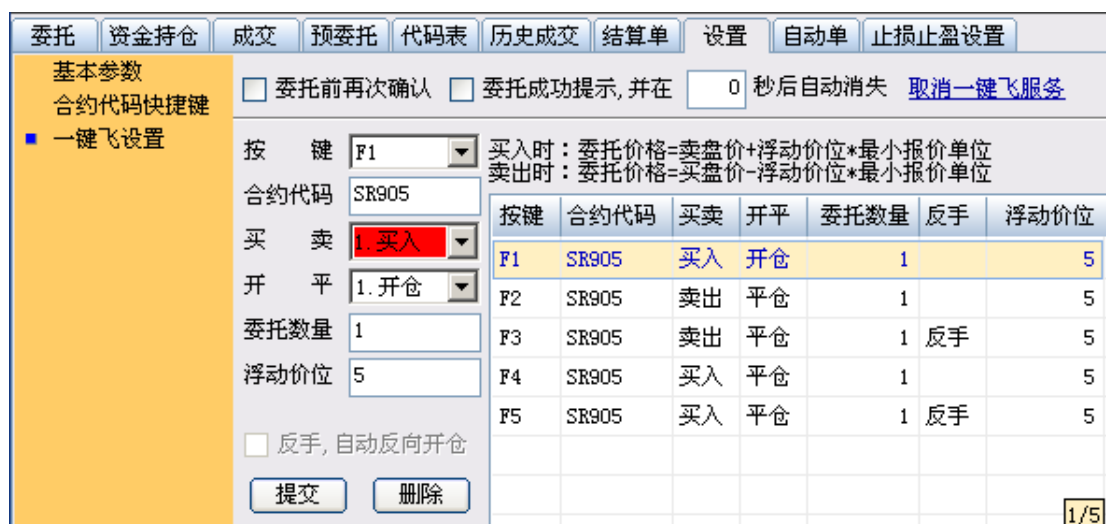 委托 资金持仓 成交 预委托 代码表 历史成交 结算单 设置 自动单 止损止盈设置
基本参数
合约代码快捷键
一键飞设置
委托前再次确认 委托成功提示,并在 0 秒后自动消失 取消一键飞服务
按 键 F1
合约代码 SR905
买 卖 1.买入
开 平 1.开仓
委托数量 1
浮动价位 5
反手,自动反向开仓
提交 删除
买入时:委托价格=卖盘价+浮动价位*最小报价单位
卖出时:委托价格=买盘价-浮动价位*最小报价单位
按键 合约代码 买卖 开平 委托数量 反手 浮动价位
F1 SR905 买入 开仓 1 5
F2 SR905 卖出 平仓 1 5
F3 SR905 卖出 平仓 1 反手 5
F4 SR905 买入 平仓 1 5
F5 SR905 买入 平仓 1 反手 5
1/5